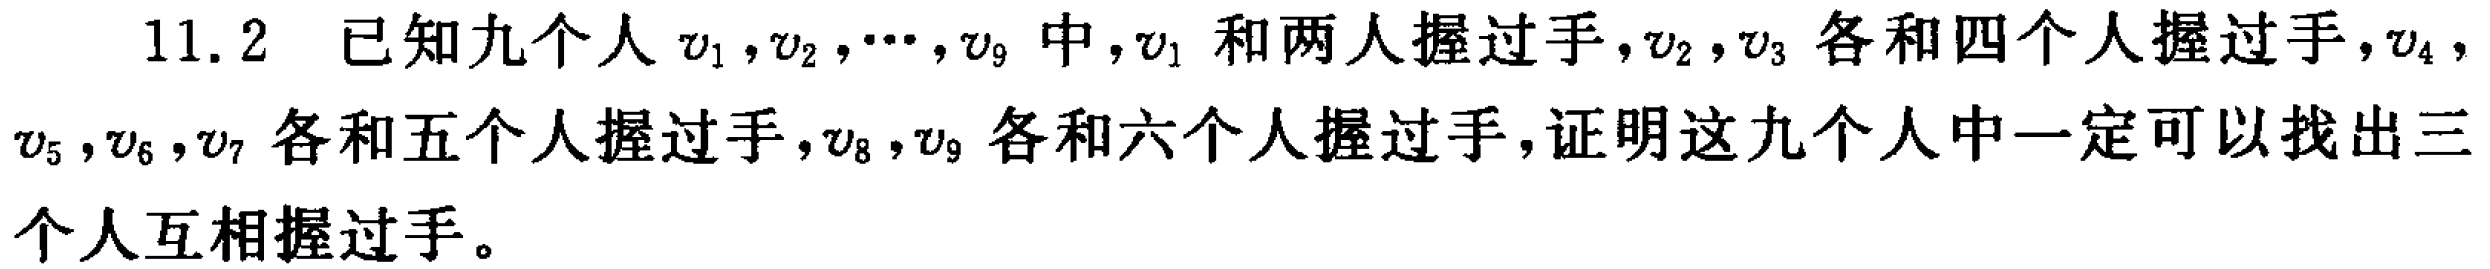 11.2 已知九个人 v₁,v₂,…,v₉ 中,v₁ 和两人握过手,v₂,v₃ 各和四个人握过手,v₄,
v₅,v₆,v₇ 各和五个人握过手,v₈,v₉ 各和六个人握过手,证明这九个人中一定可以找出三
个人互相握过手。